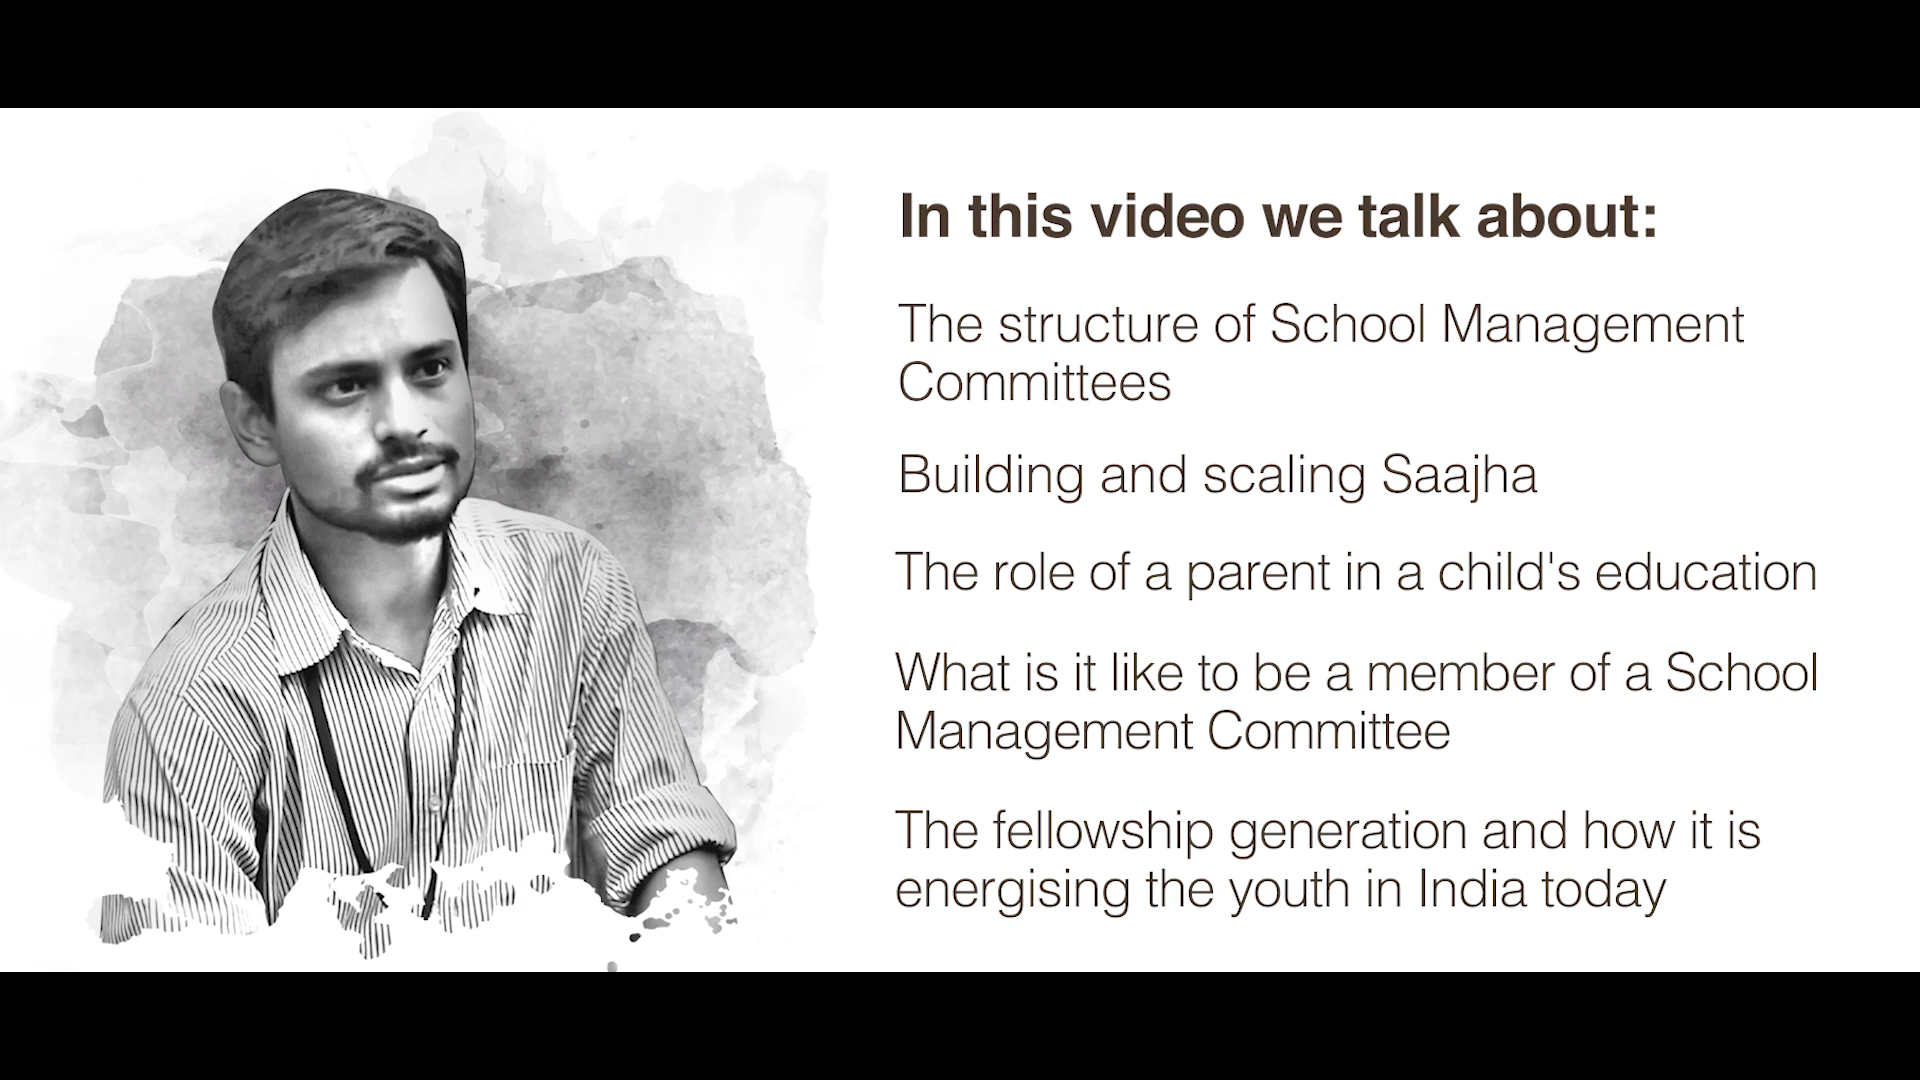 In this video we talk about:
The structure of School Management
Committees
Building and scaling Saajha
The role of a parent in a child's education
What is it like to be a member of a School
Management Committee
The fellowship generation and how it is
energising the youth in India today